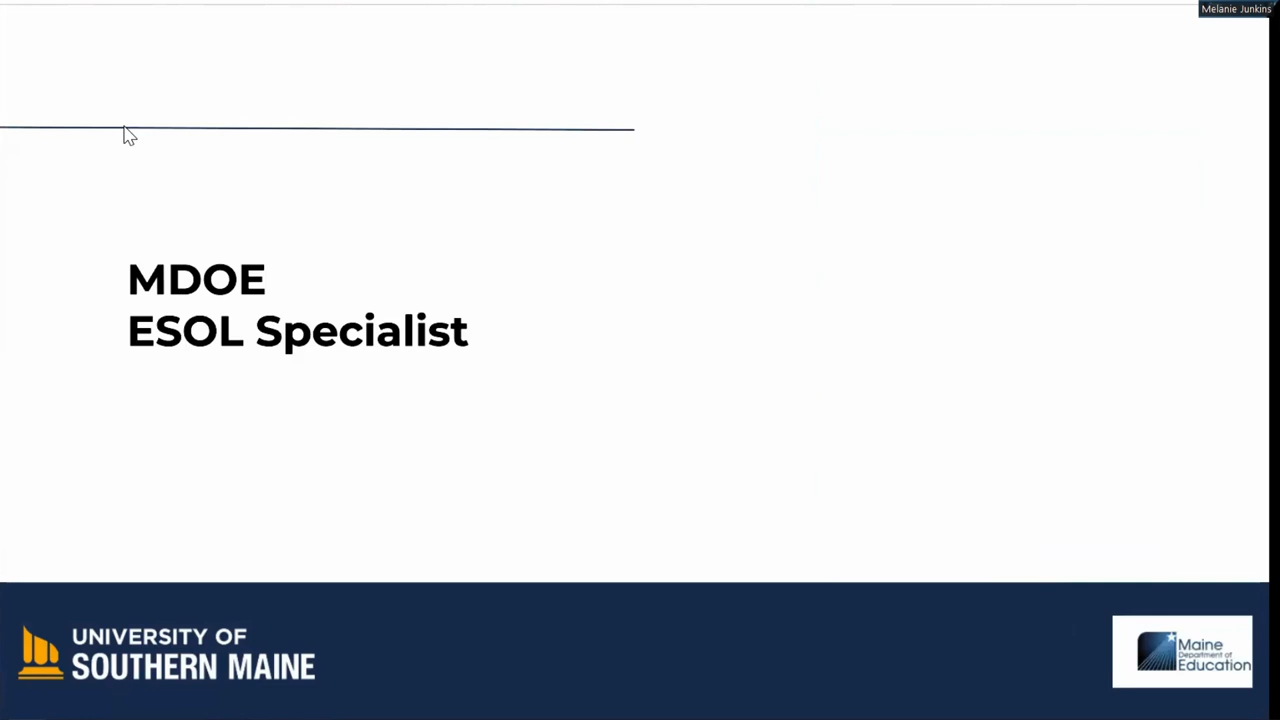 Melanie Junkins
MDOE
ESOL Specialist
UNIVERSITY OF
SOUTHERN MAINE
Maine
Department of
Education